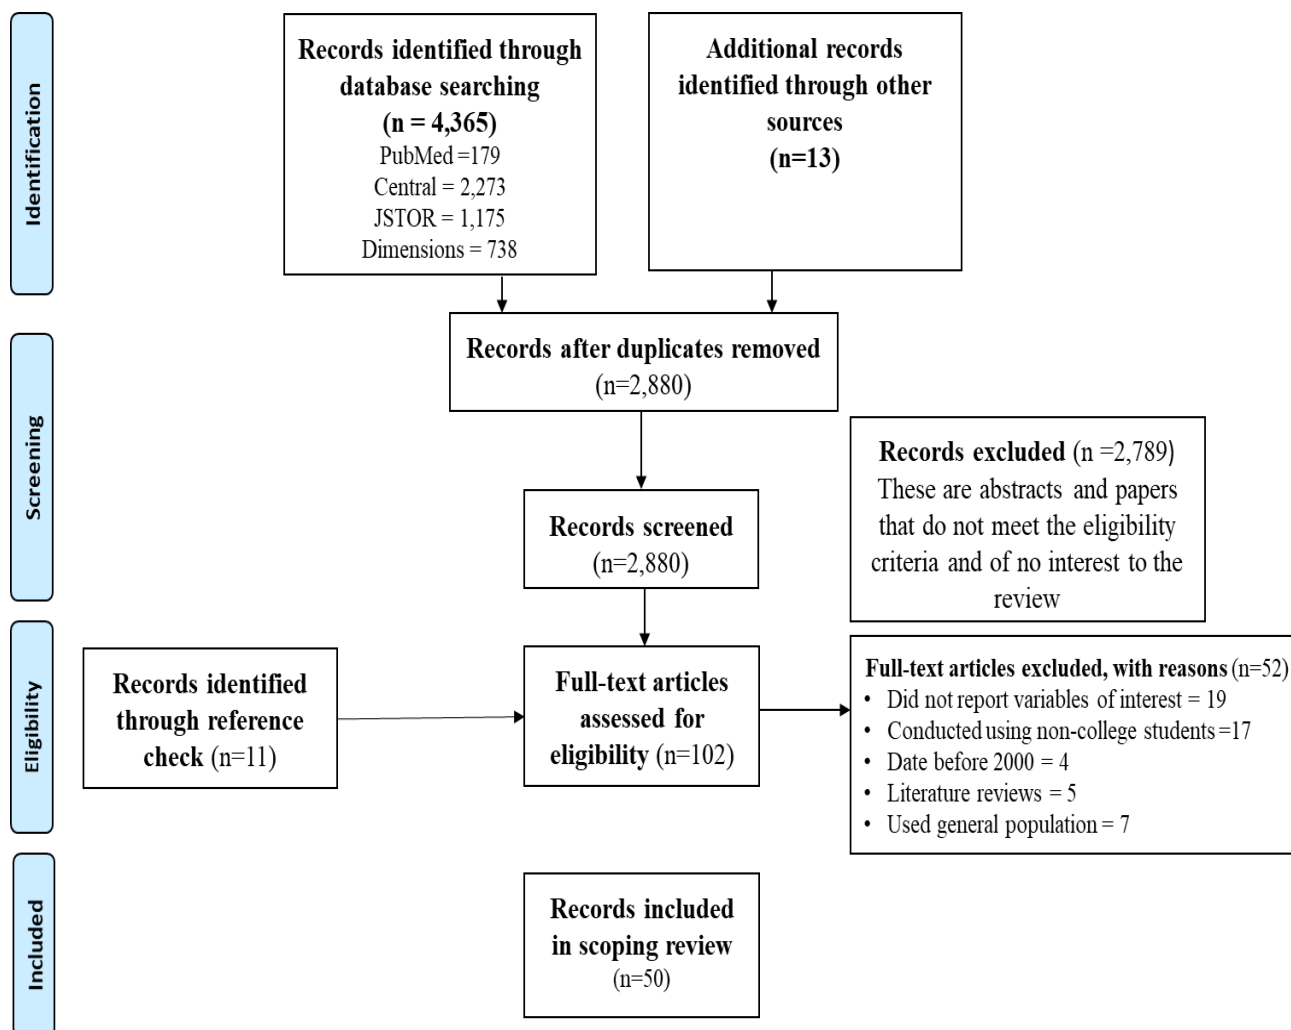 Identification
Records identified through
database searching
(n = 4,365)
PubMed =179
Central = 2,273
JSTOR = 1,175
Dimensions = 738
Additional records
identified through other
sources
(n=13)
Screening
Records after duplicates removed
(n=2,880)
Records screened
(n=2,880)
Records excluded (n =2,789)
These are abstracts and papers
that do not meet the eligibility
criteria and of no interest to the
review
Eligibility
Records identified
through reference
check (n=11)
Full-text articles
assessed for
eligibility (n=102)
Full-text articles excluded, with reasons (n=52)
• Did not report variables of interest = 19
• Conducted using non-college students =17
• Date before 2000 = 4
• Literature reviews = 5
• Used general population = 7
Included
Records included
in scoping review
(n=50)